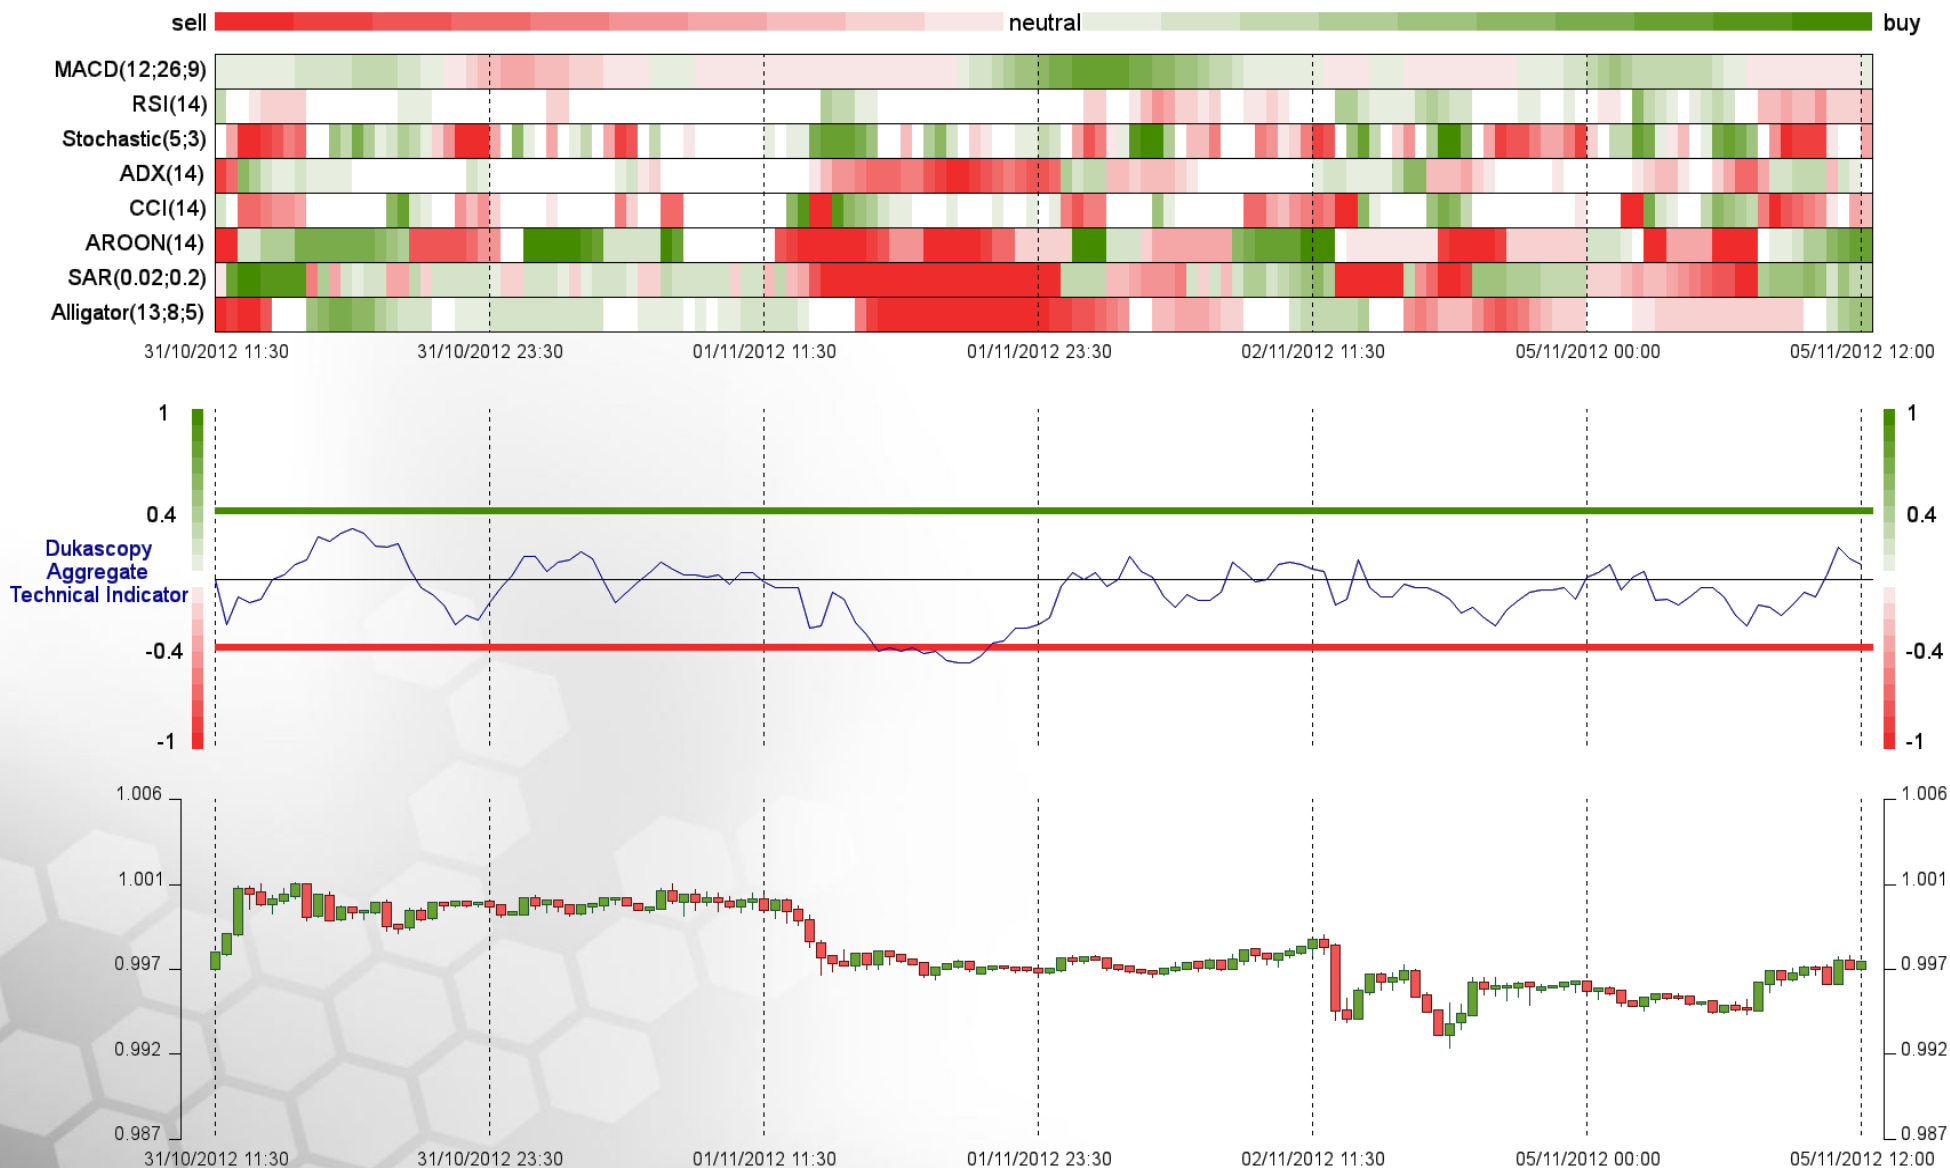 sell neutral buy
MACD(12;26;9)
RSI(14)
Stochastic(5;3)
ADX(14)
CCI(14)
AROON(14)
SAR(0.02;0.2)
Alligator(13;8;5)
31/10/2012 11:30 31/10/2012 23:30 01/11/2012 11:30 01/11/2012 23:30 02/11/2012 11:30 05/11/2012 00:00 05/11/2012 12:00
1 1
0.4 0.4
Dukascopy
Aggregate
Technical Indicator
-0.4 -0.4
-1 -1
1.006 1.006
1.001 1.001
0.997 0.997
0.992 0.992
0.987 0.987
31/10/2012 11:30 31/10/2012 23:30 01/11/2012 11:30 01/11/2012 23:30 02/11/2012 11:30 05/11/2012 00:00 05/11/2012 12:00